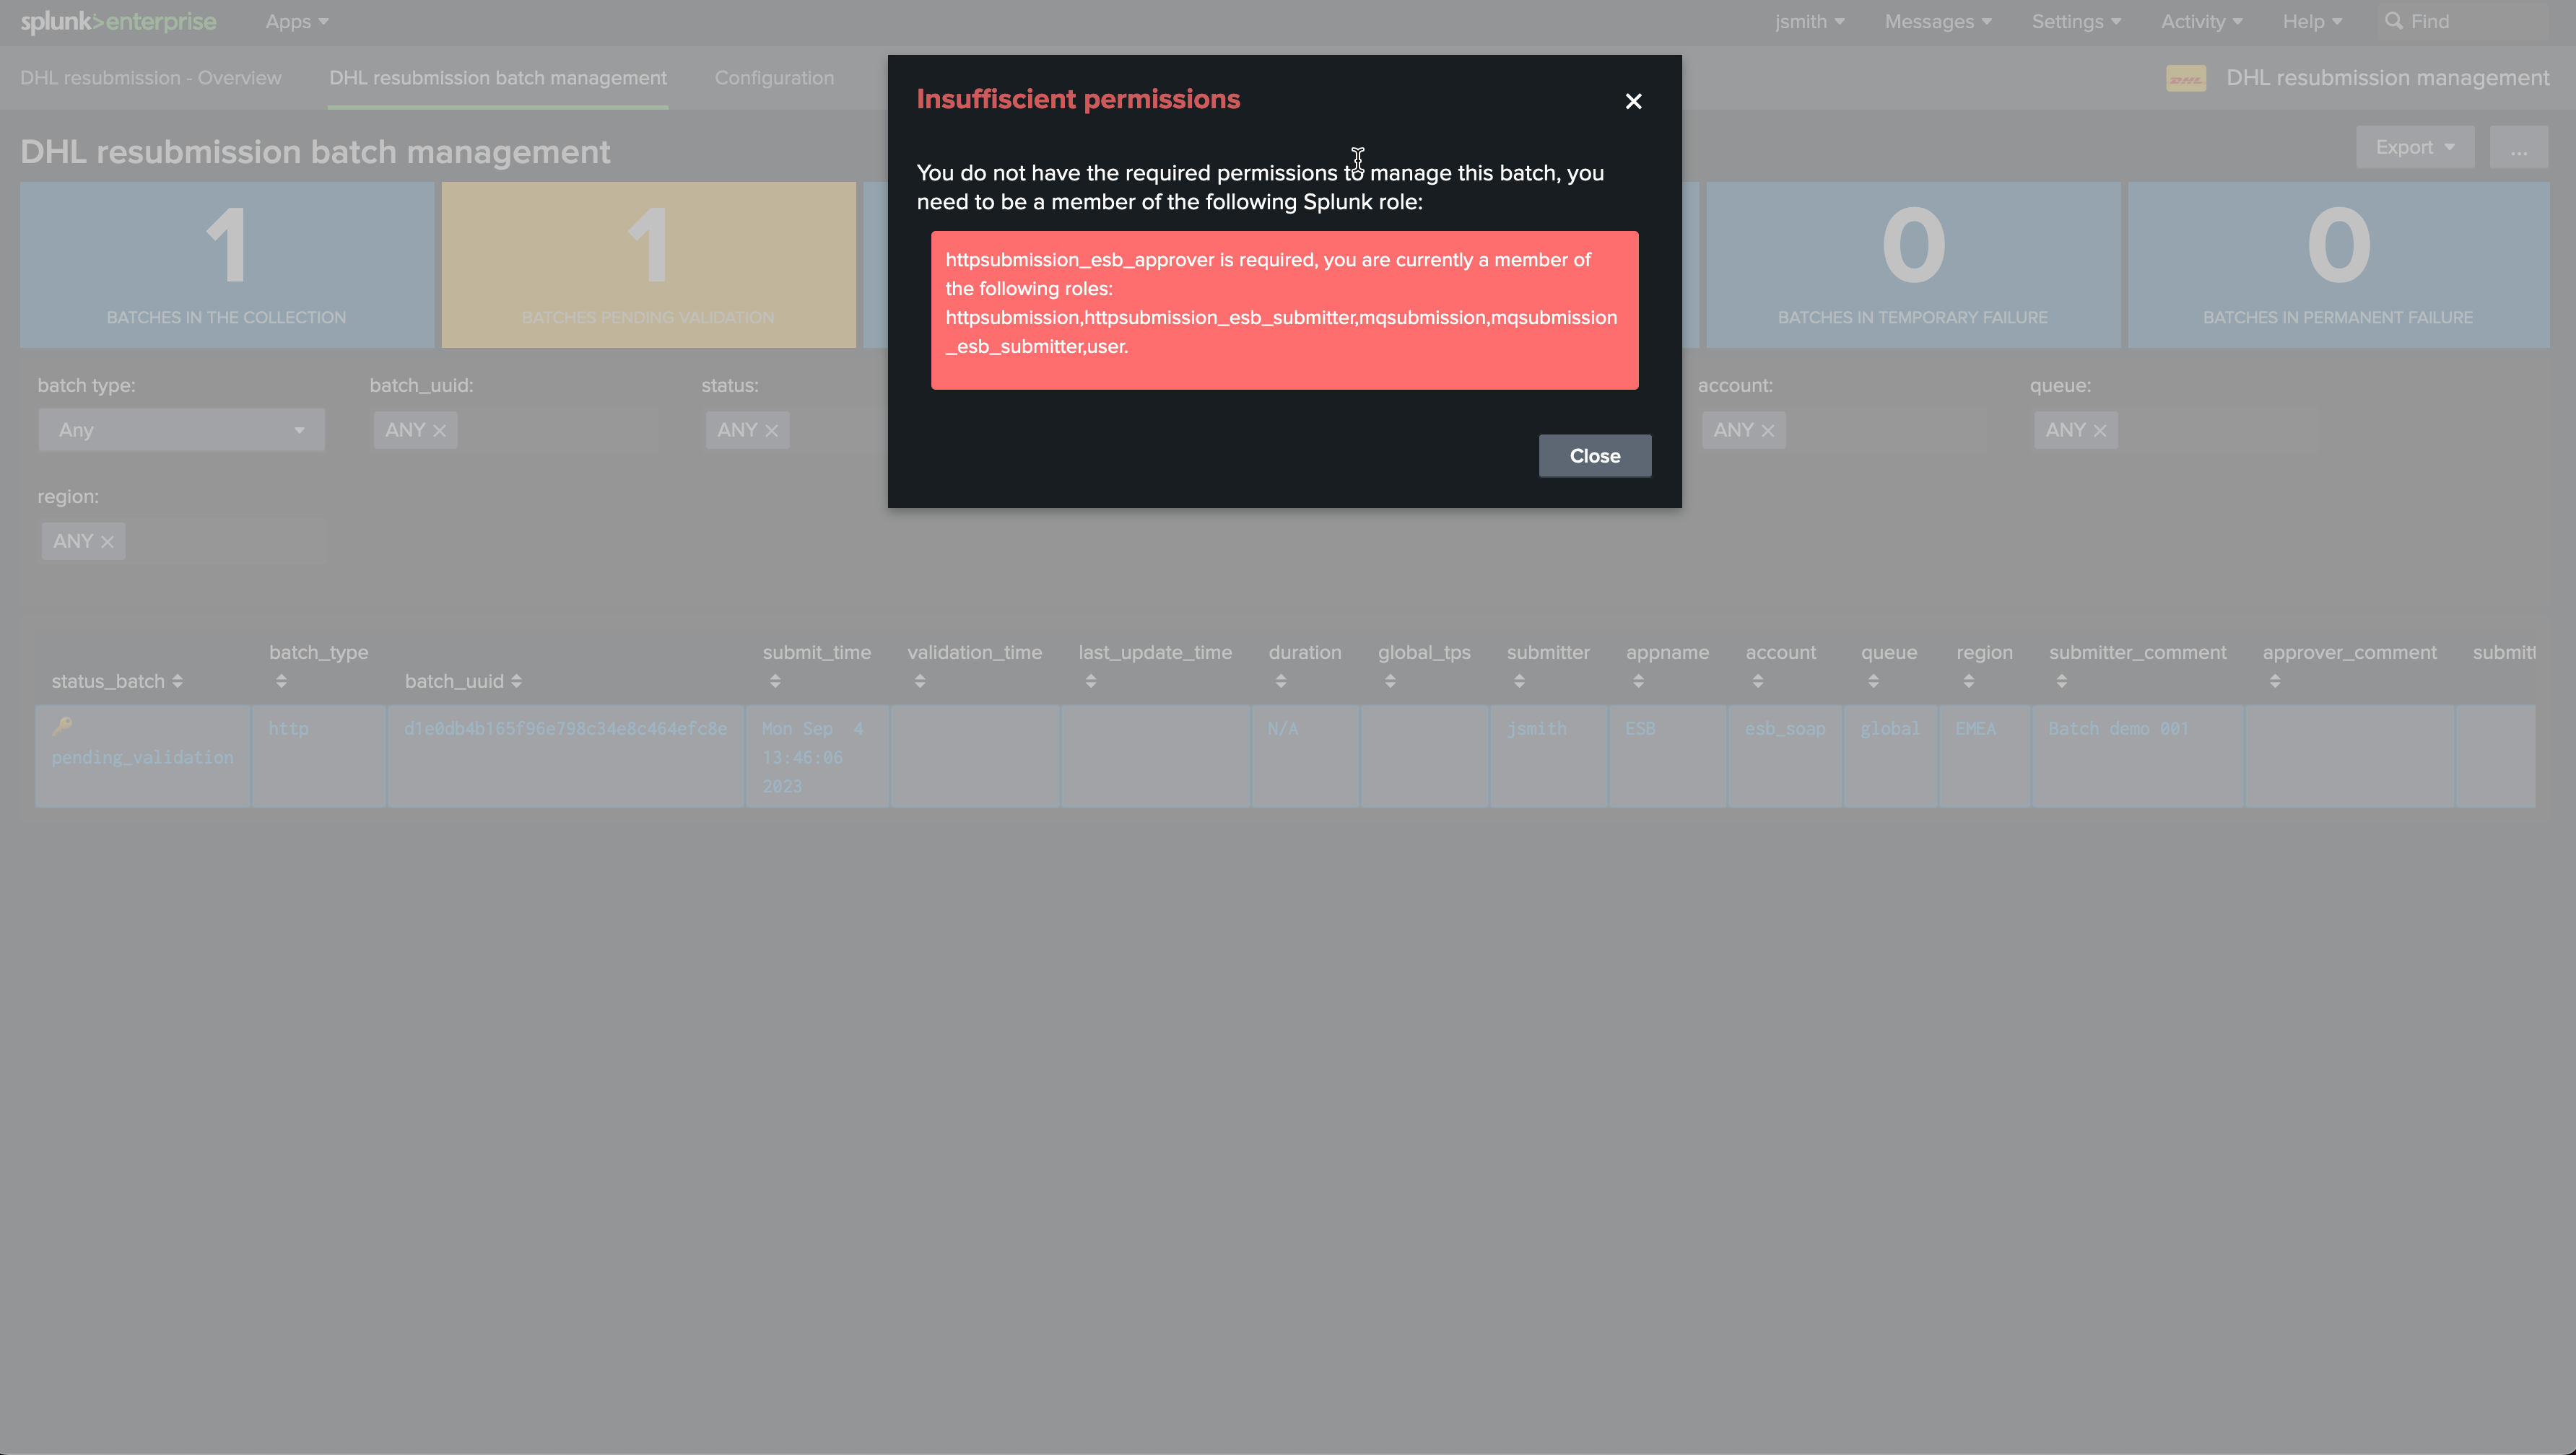 splunk>enterprise Apps jsmith Messages Settings Activity Help Find
DHL resubmission - Overview DHL resubmission batch management Configuration DHL resubmission management
Insuffiscient permissions
DHL resubmission batch management Export ...
You do not have the required permissions to manage this batch, you
need to be a member of the following Splunk role:
httpsubmission_esb_approver is required, you are currently a member of
the following roles:
httpsubmission,httpsubmission_esb_submitter,mqsubmission,mqsubmission
_esb_submitter,user.
Close
1 1 0 0
BATCHES IN THE COLLECTION BATCHES PENDING VALIDATION BATCHES IN TEMPORARY FAILURE BATCHES IN PERMANENT FAILURE
batch type: batch_uuid: status: account: queue:
Any ANY ANY ANY ANY
region:
ANY
batch_type submit_time validation_time last_update_time duration global_tps submitter appname account queue region submitter_comment approver_comment submitt
status_batch batch_uuid
http d1e0db4b165f96e798c34e8c464efc8e Mon Sep 4 N/A jsmith ESB esb_soap global EMEA Batch demo 001
pending_validation 13:46:06
2023